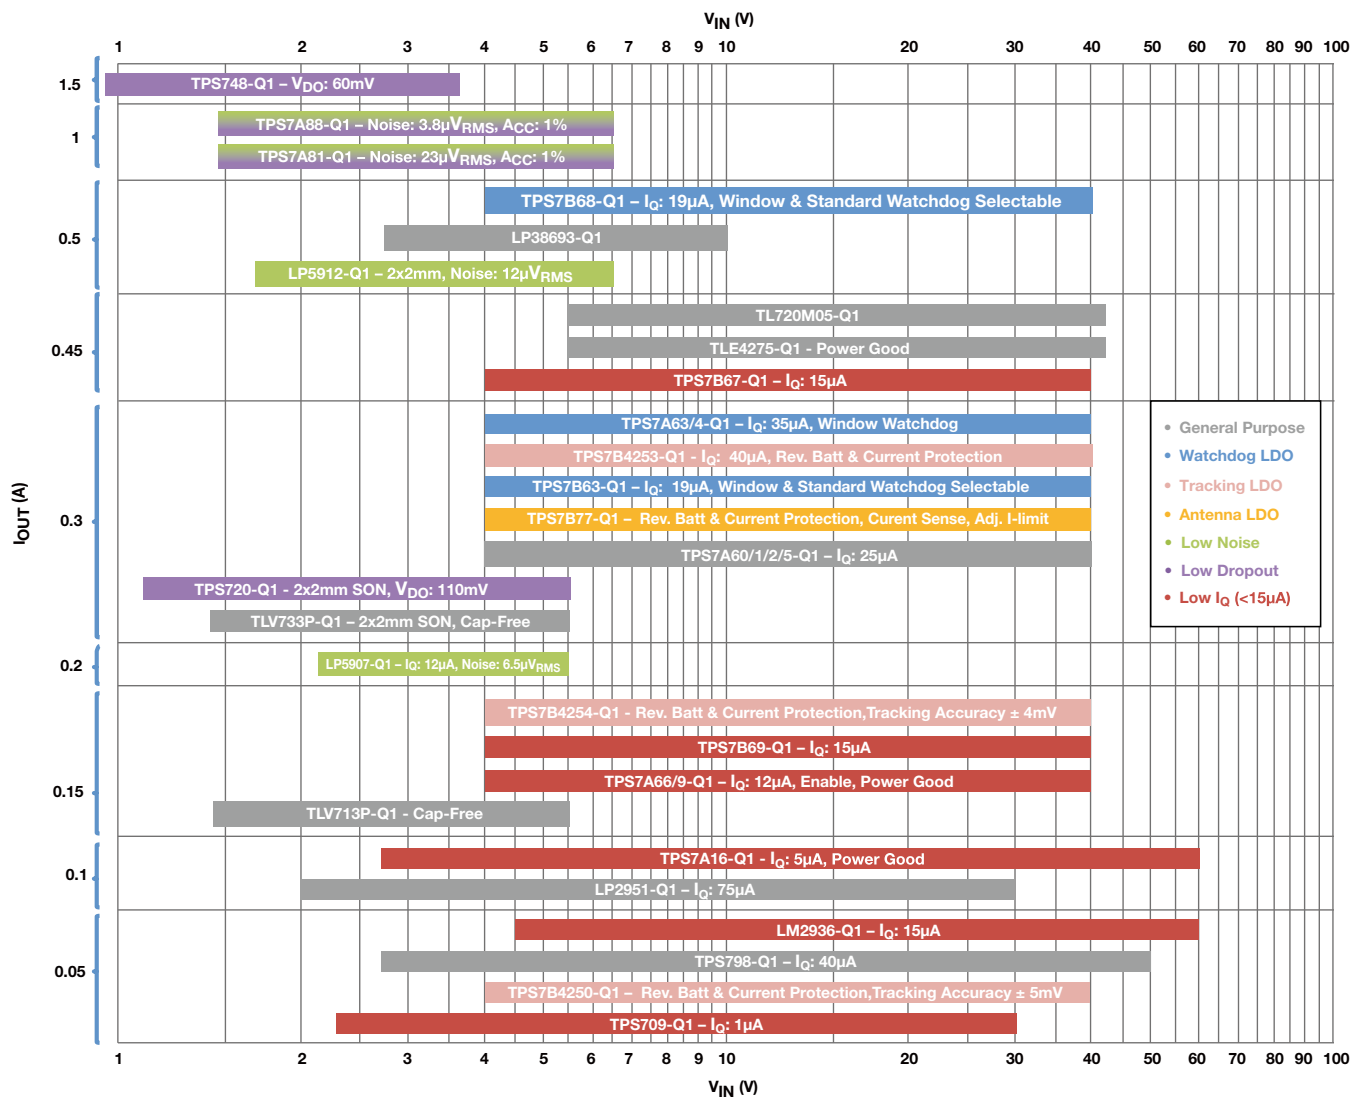 VIN (V)
1 2 3 4 5 6 7 8 9 10 20 30 40 50 60 70 80 90 100
1.5
TPS748-Q1 – VDO: 60mV
1
TPS7A88-Q1 – Noise: 3.8µVRMS, ACC: 1%
TPS7A81-Q1 – Noise: 23µVRMS, ACC: 1%
0.5
TPS7B68-Q1 – IQ: 19µA, Window & Standard Watchdog Selectable
LP38693-Q1
LP5912-Q1 – 2x2mm, Noise: 12µVRMS
0.45
TL720M05-Q1
TLE4275-Q1 - Power Good
TPS7B67-Q1 – IQ: 15µA
IOUT (A)
0.3
TPS7A63/4-Q1 – IQ: 35µA, Window Watchdog
TPS7B4253-Q1 - IQ: 40µA, Rev. Batt & Current Protection
TPS7B63-Q1 – IQ: 19µA, Window & Standard Watchdog Selectable
TPS7B77-Q1 – Rev. Batt & Current Protection, Curent Sense, Adj. I-limit
TPS7A60/1/2/5-Q1 – IQ: 25µA
TPS720-Q1 - 2x2mm SON, VDO: 110mV
TLV733P-Q1 – 2x2mm SON, Cap-Free
• General Purpose
• Watchdog LDO
• Tracking LDO
• Antenna LDO
• Low Noise
• Low Dropout
• Low IQ (<15µA)
0.2
LP5907-Q1 – IQ: 12µA, Noise: 6.5µVRMS
0.15
TPS7B4254-Q1 - Rev. Batt & Current Protection,Tracking Accuracy ± 4mV
TPS7B69-Q1 – IQ: 15µA
TPS7A66/9-Q1 – IQ: 12µA, Enable, Power Good
TLV713P-Q1 - Cap-Free
0.1
TPS7A16-Q1 - IQ: 5µA, Power Good
LP2951-Q1 – IQ: 75µA
0.05
LM2936-Q1 – IQ: 15µA
TPS798-Q1 – IQ: 40µA
TPS7B4250-Q1 – Rev. Batt & Current Protection,Tracking Accuracy ± 5mV
TPS709-Q1 – IQ: 1µA
1 2 3 4 5 6 7 8 9 10 20 30 40 50 60 70 80 90 100
VIN (V)